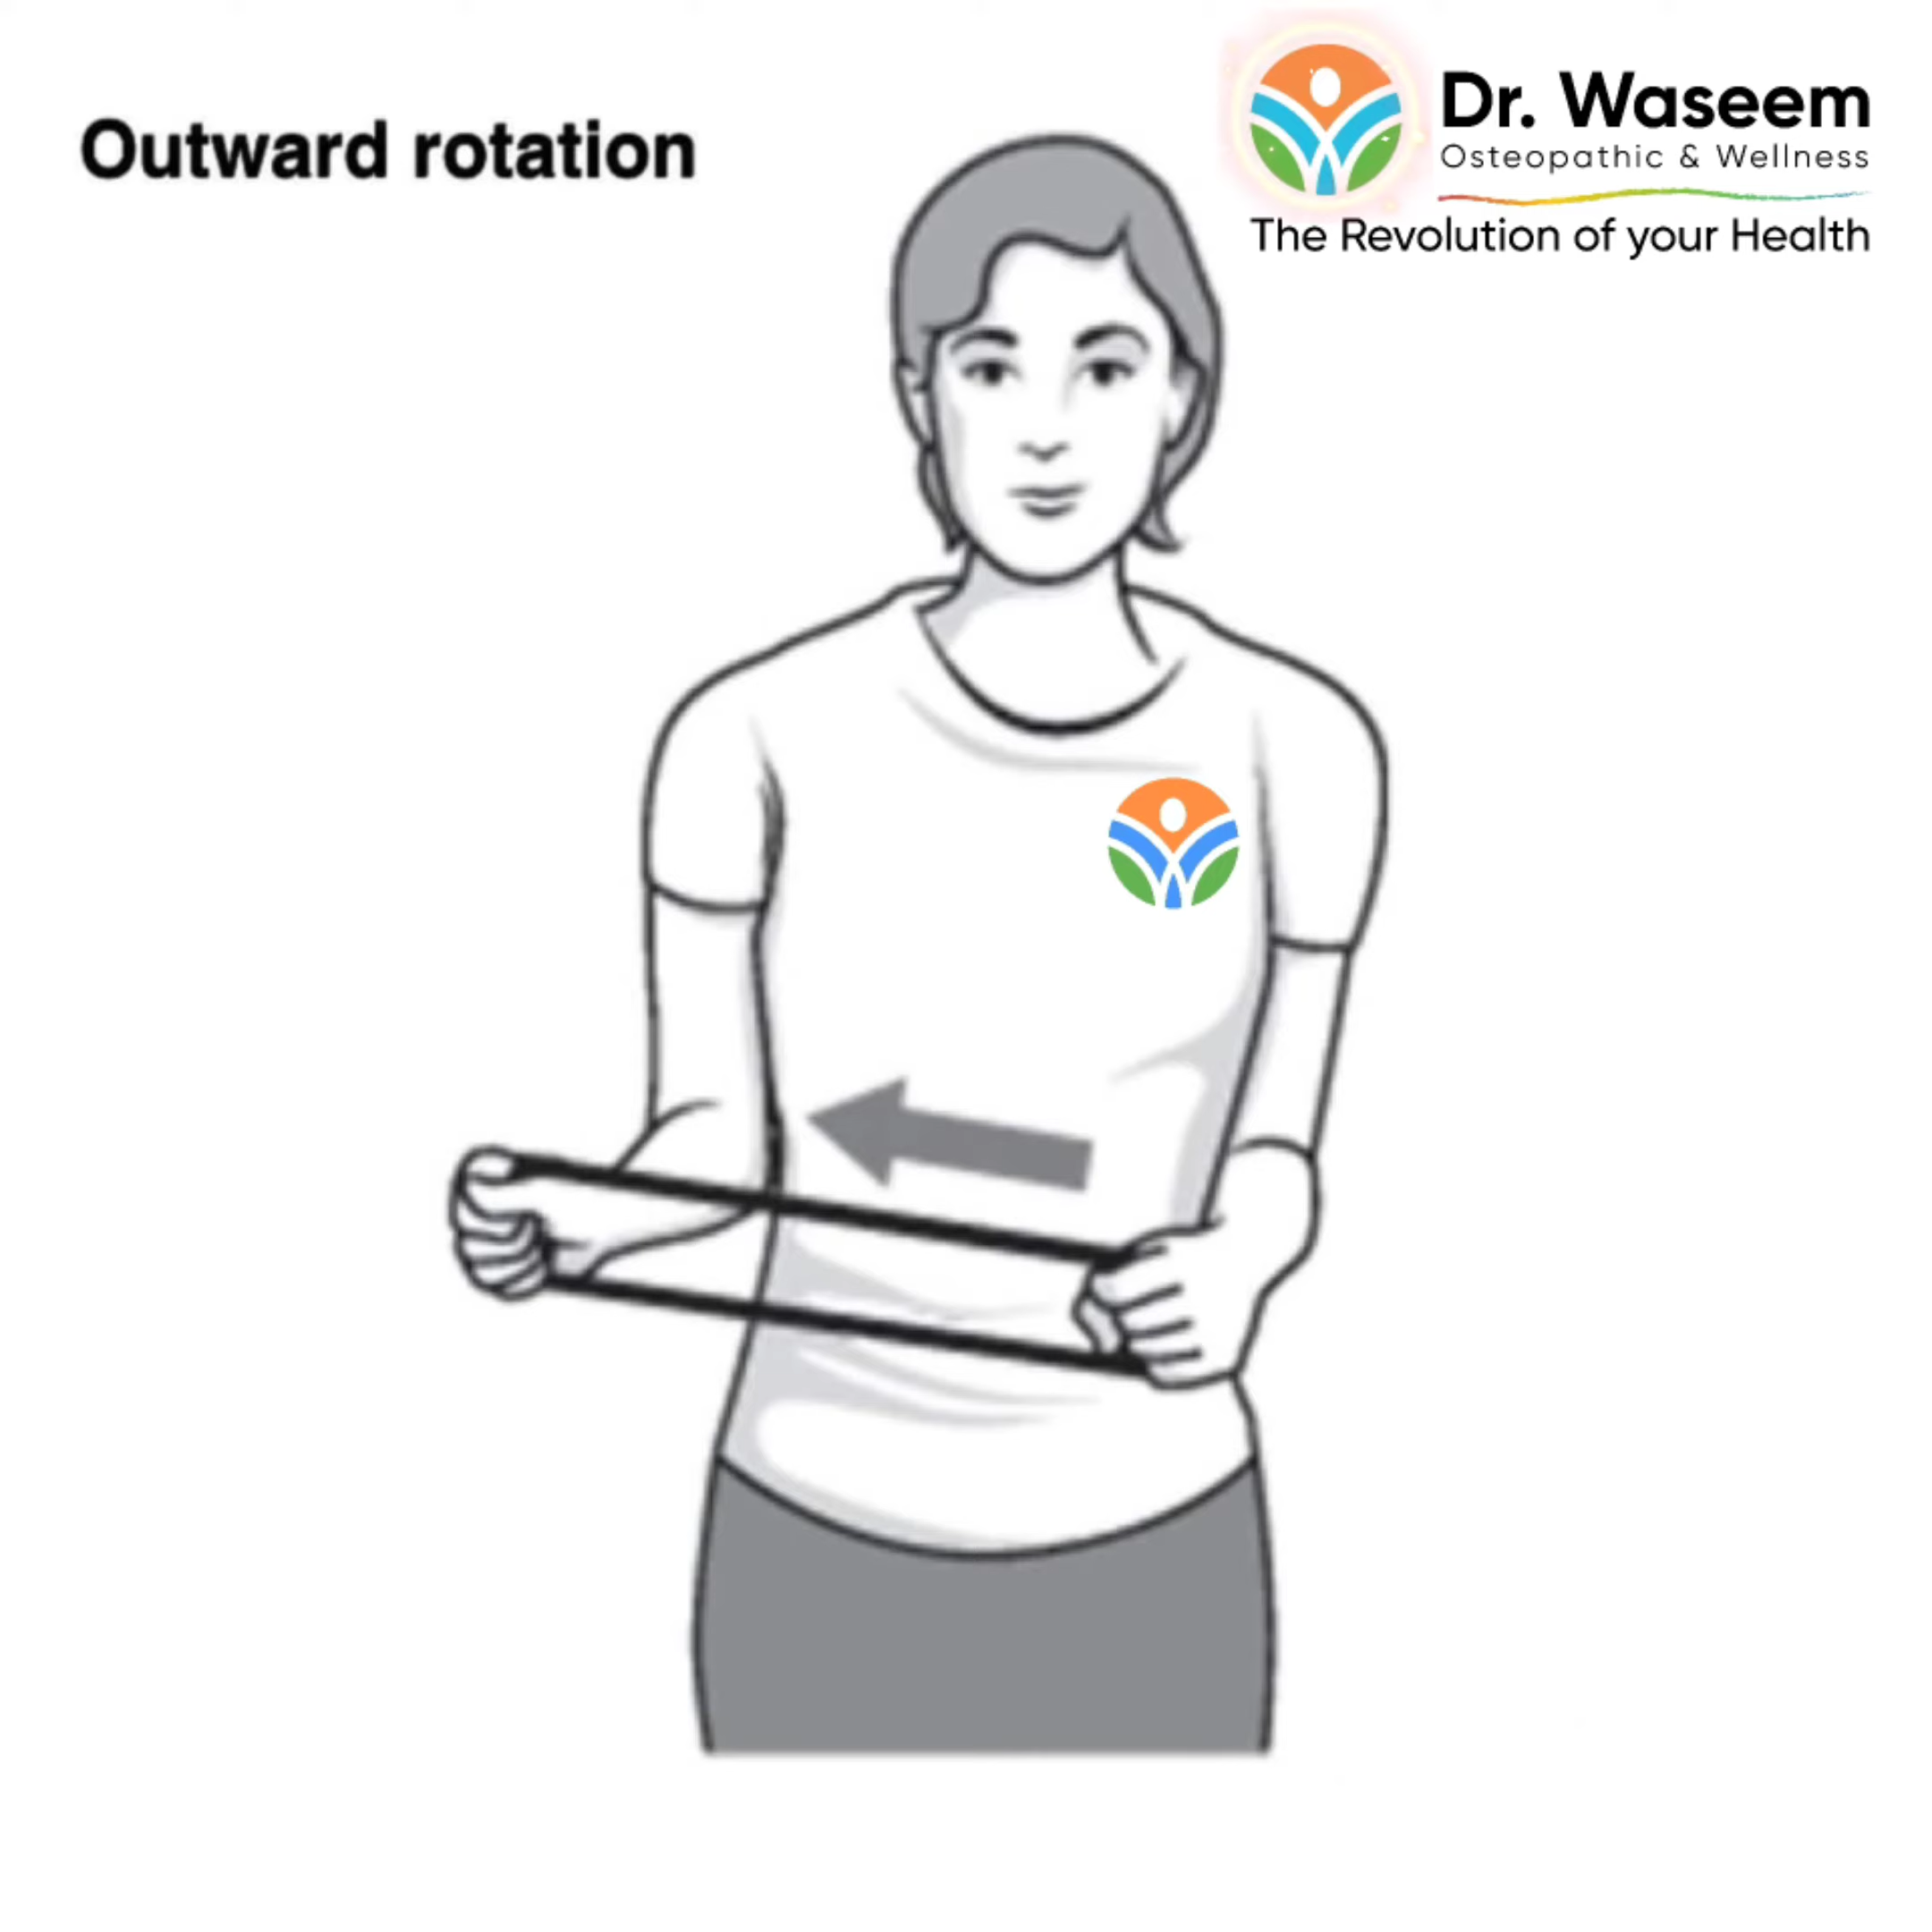 Outward rotation
Dr. Waseem
Osteopathic & Wellness
The Revolution of your Health